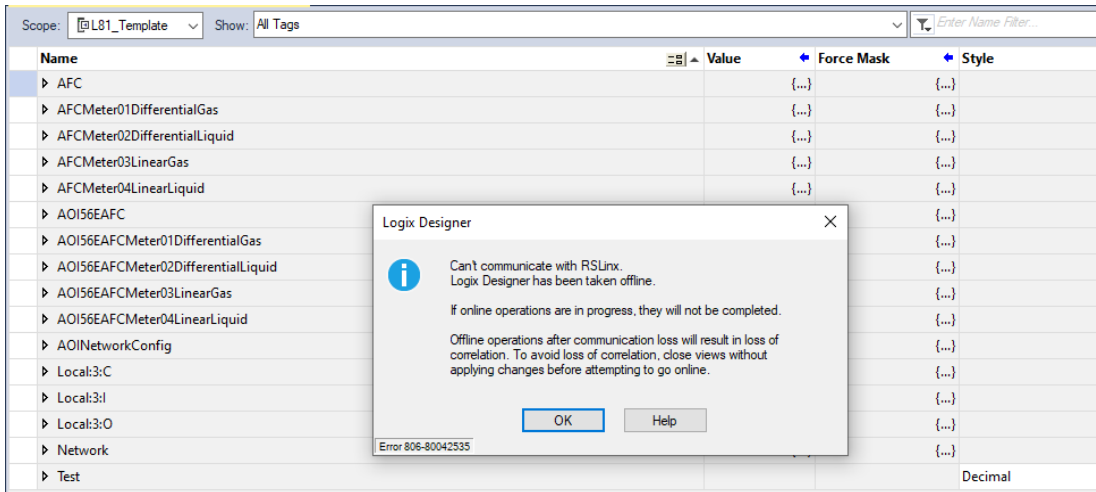 Scope: L81_Template Show: All Tags Enter Name Filter...
Name Value Force Mask Style
AFC {...} {...}
AFCMeter01DifferentialGas {...} {...}
AFCMeter02DifferentialLiquid {...} {...}
AFCMeter03LinearGas {...} {...}
AFCMeter04LinearLiquid {...} {...}
AOI56EAFC {...}
AOI56EAFCMeter01DifferentialGas {...}
AOI56EAFCMeter02DifferentialLiquid {...}
AOI56EAFCMeter03LinearGas {...}
AOI56EAFCMeter04LinearLiquid {...}
AOINetworkConfig {...}
Local:3:C {...}
Local:3:I {...}
Local:3:O {...}
Network {...}
Test Decimal
Logix Designer
Can't communicate with RSLinx.
Logix Designer has been taken offline.
If online operations are in progress, they will not be completed.
Offline operations after communication loss will result in loss of
correlation. To avoid loss of correlation, close views without
applying changes before attempting to go online.
OK Help
Error 806-80042535